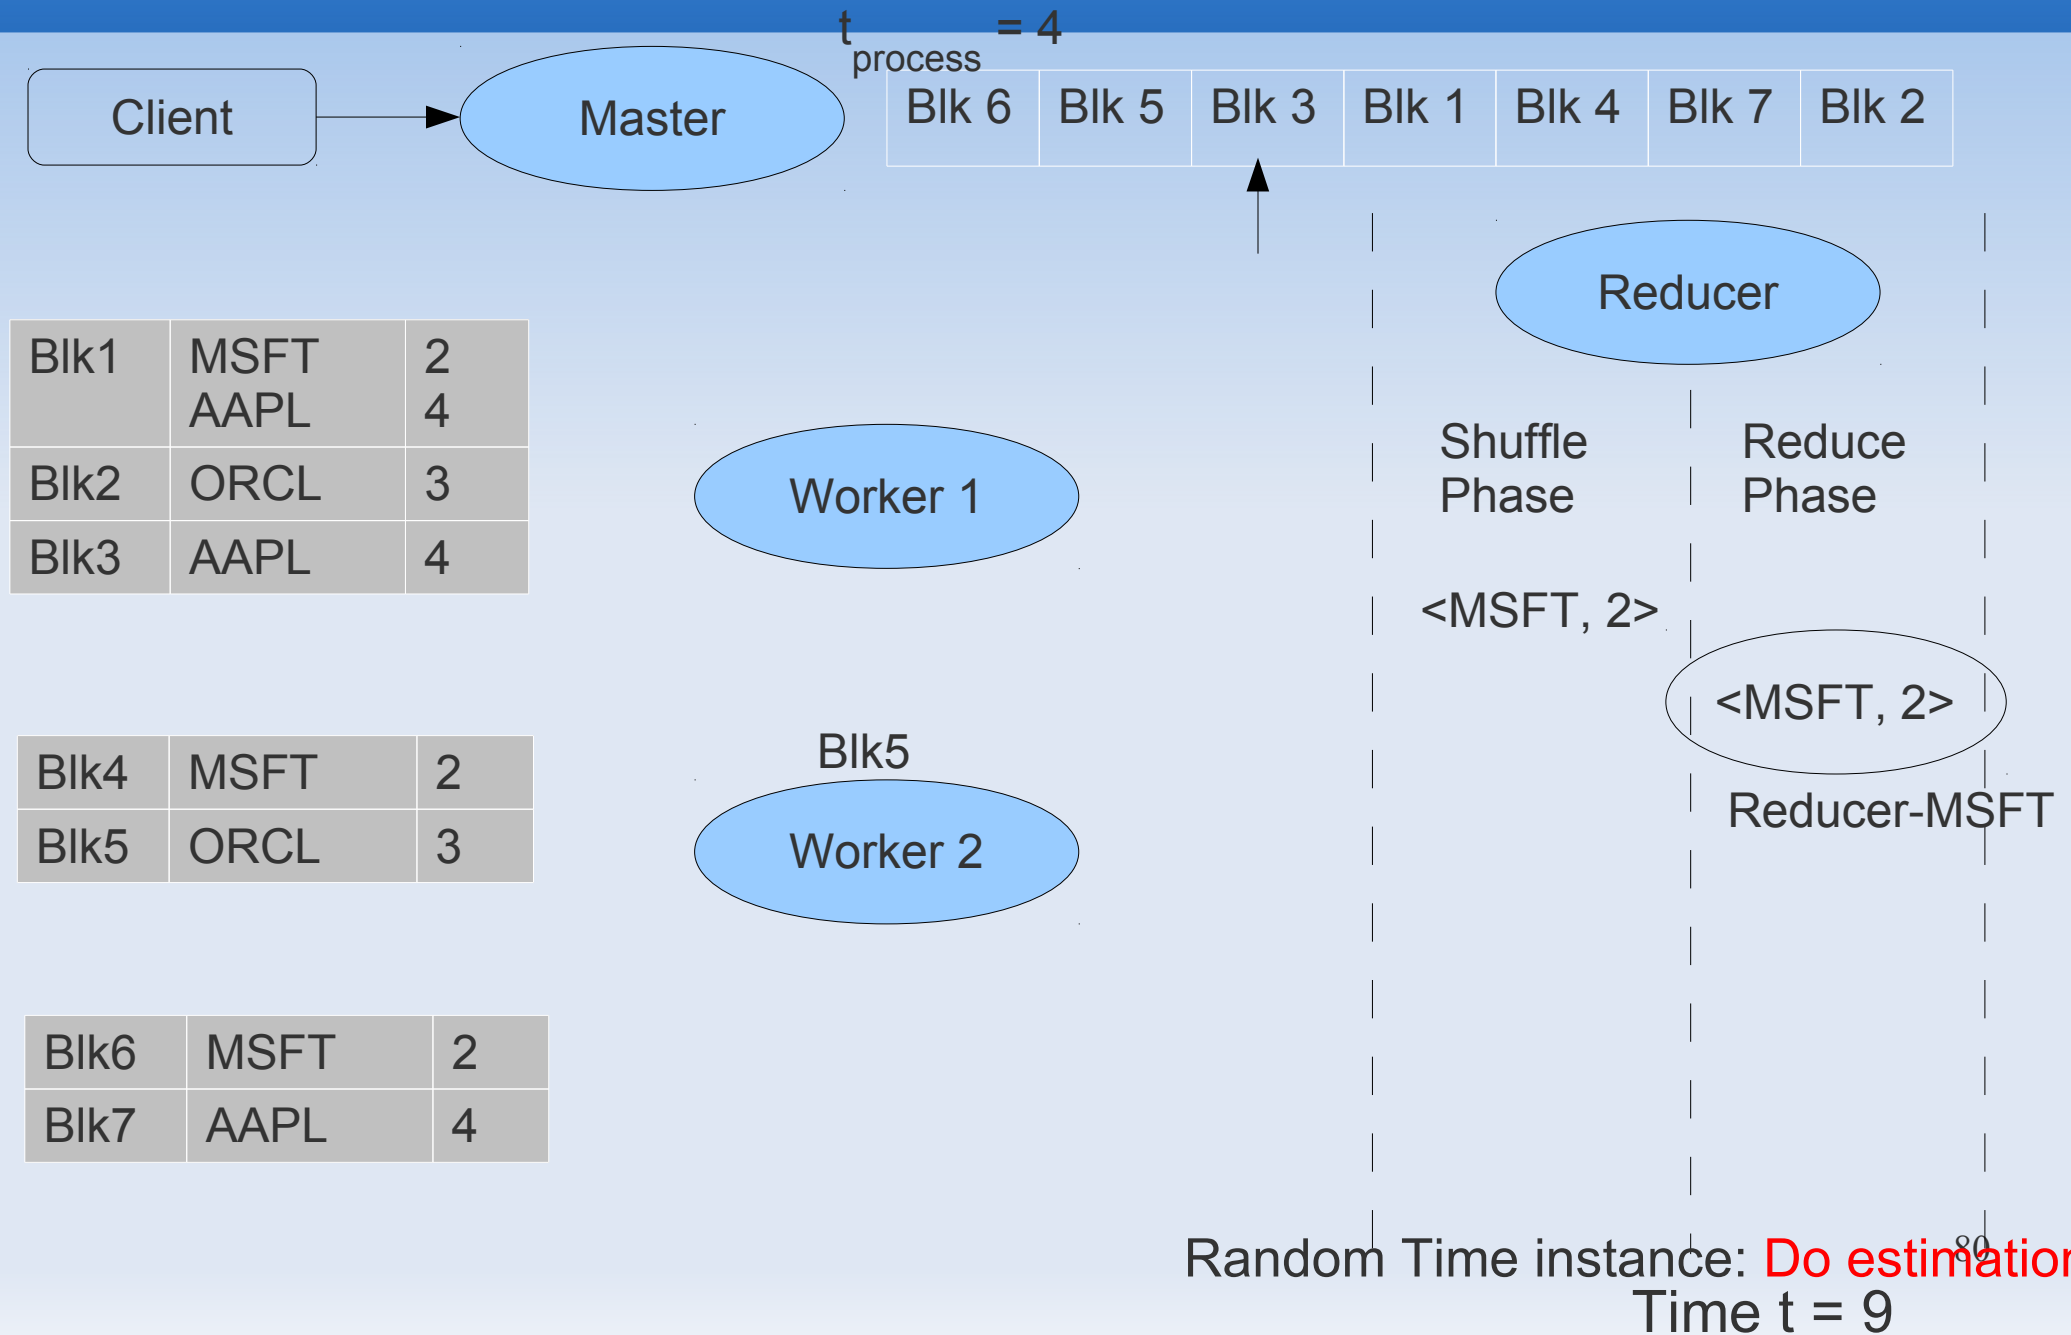 t process = 4
Client
Master
Blk 6 Blk 5 Blk 3 Blk 1 Blk 4 Blk 7 Blk 2
Reducer
Blk1 MSFT 2
AAPL 4
Blk2 ORCL 3
Blk3 AAPL 4
Worker 1
Shuffle
Phase
Reduce
Phase
<MSFT, 2>
<MSFT, 2>
Reducer-MSFT
Blk4 MSFT 2
Blk5 ORCL 3
Blk5
Worker 2
Blk6 MSFT 2
Blk7 AAPL 4
Random Time instance: Do estimation
80
Time t = 9